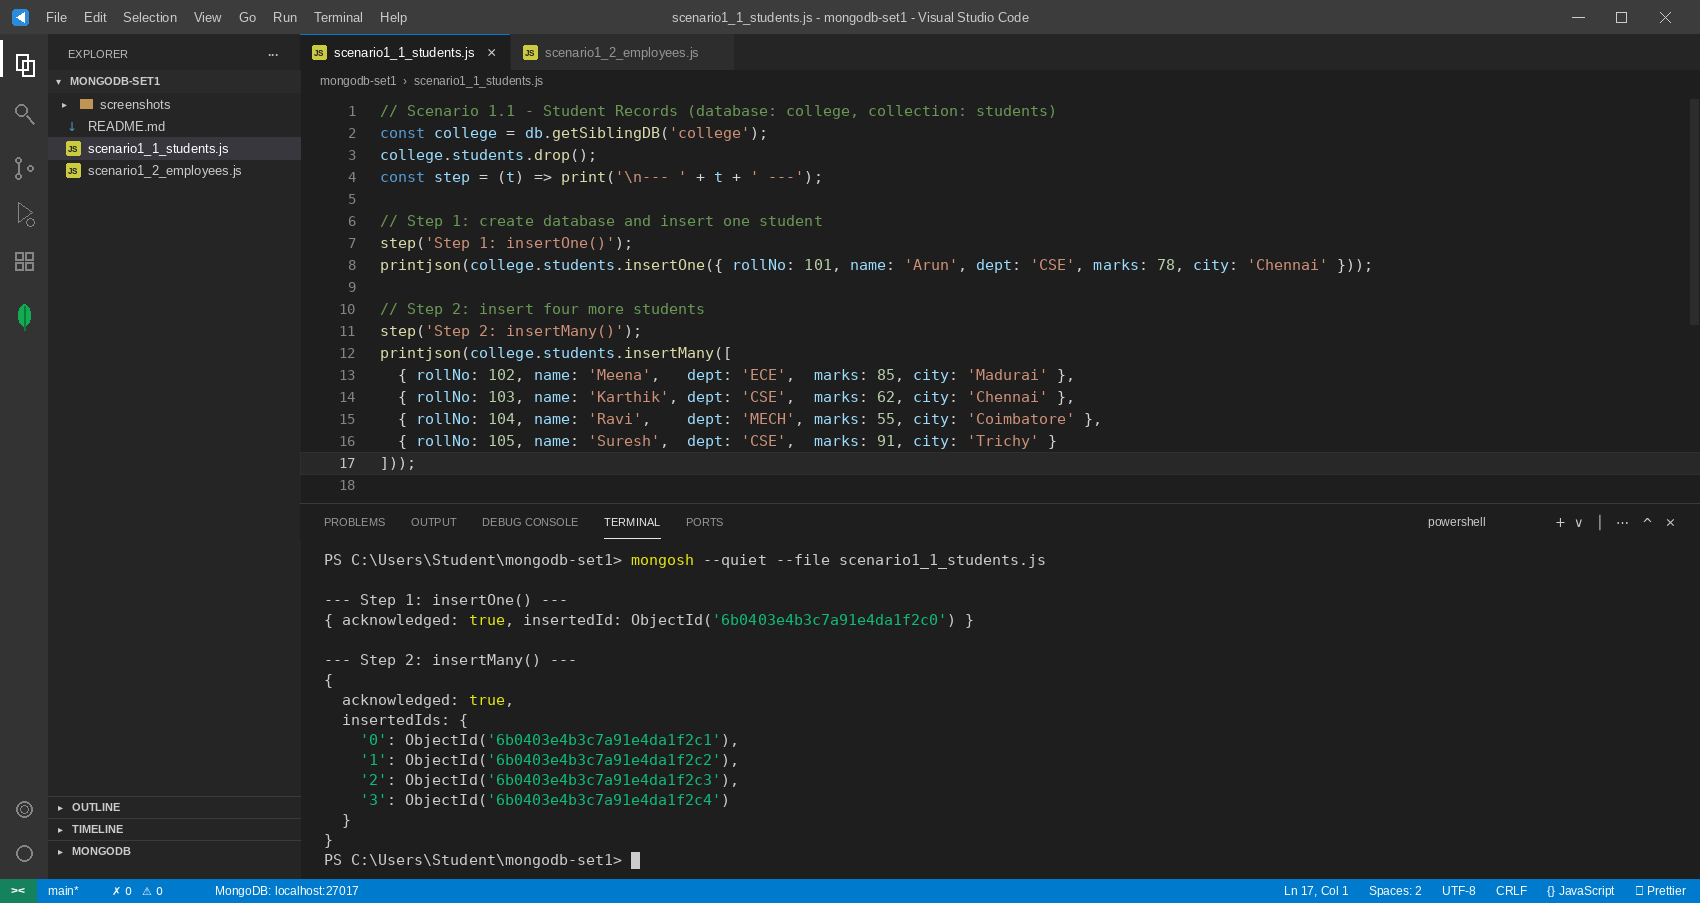 File Edit Selection View Go Run Terminal Help
scenario1_1_students.js - mongodb-set1 - Visual Studio Code
EXPLORER ...
MONGODB-SET1
screenshots
README.md
JS scenario1_1_students.js
JS scenario1_2_employees.js
OUTLINE
TIMELINE
MONGODB
JS scenario1_1_students.js ×
JS scenario1_2_employees.js
mongodb-set1 › scenario1_1_students.js
1 // Scenario 1.1 - Student Records (database: college, collection: students)
2 const college = db.getSiblingDB('college');
3 college.students.drop();
4 const step = (t) => print('\n--- ' + t + ' ---');
5
6 // Step 1: create database and insert one student
7 step('Step 1: insertOne()');
8 printjson(college.students.insertOne({ rollNo: 101, name: 'Arun', dept: 'CSE', marks: 78, city: 'Chennai' }));
9
10 // Step 2: insert four more students
11 step('Step 2: insertMany()');
12 printjson(college.students.insertMany([
13   { rollNo: 102, name: 'Meena',   dept: 'ECE',  marks: 85, city: 'Madurai' },
14   { rollNo: 103, name: 'Karthik', dept: 'CSE',  marks: 62, city: 'Chennai' },
15   { rollNo: 104, name: 'Ravi',    dept: 'MECH', marks: 55, city: 'Coimbatore' },
16   { rollNo: 105, name: 'Suresh',  dept: 'CSE',  marks: 91, city: 'Trichy' }
17 ]));
18
PROBLEMS OUTPUT DEBUG CONSOLE TERMINAL PORTS
powershell + ∨ | ⋯ ^ ×
PS C:\Users\Student\mongodb-set1> mongosh --quiet --file scenario1_1_students.js
--- Step 1: insertOne() ---
{ acknowledged: true, insertedId: ObjectId('6b0403e4b3c7a91e4da1f2c0') }
--- Step 2: insertMany() ---
{
  acknowledged: true,
  insertedIds: {
    '0': ObjectId('6b0403e4b3c7a91e4da1f2c1'),
    '1': ObjectId('6b0403e4b3c7a91e4da1f2c2'),
    '2': ObjectId('6b0403e4b3c7a91e4da1f2c3'),
    '3': ObjectId('6b0403e4b3c7a91e4da1f2c4')
  }
}
PS C:\Users\Student\mongodb-set1>
>< main* ✗ 0 ⚠ 0 MongoDB: localhost:27017 Ln 17, Col 1 Spaces: 2 UTF-8 CRLF {} JavaScript Prettier